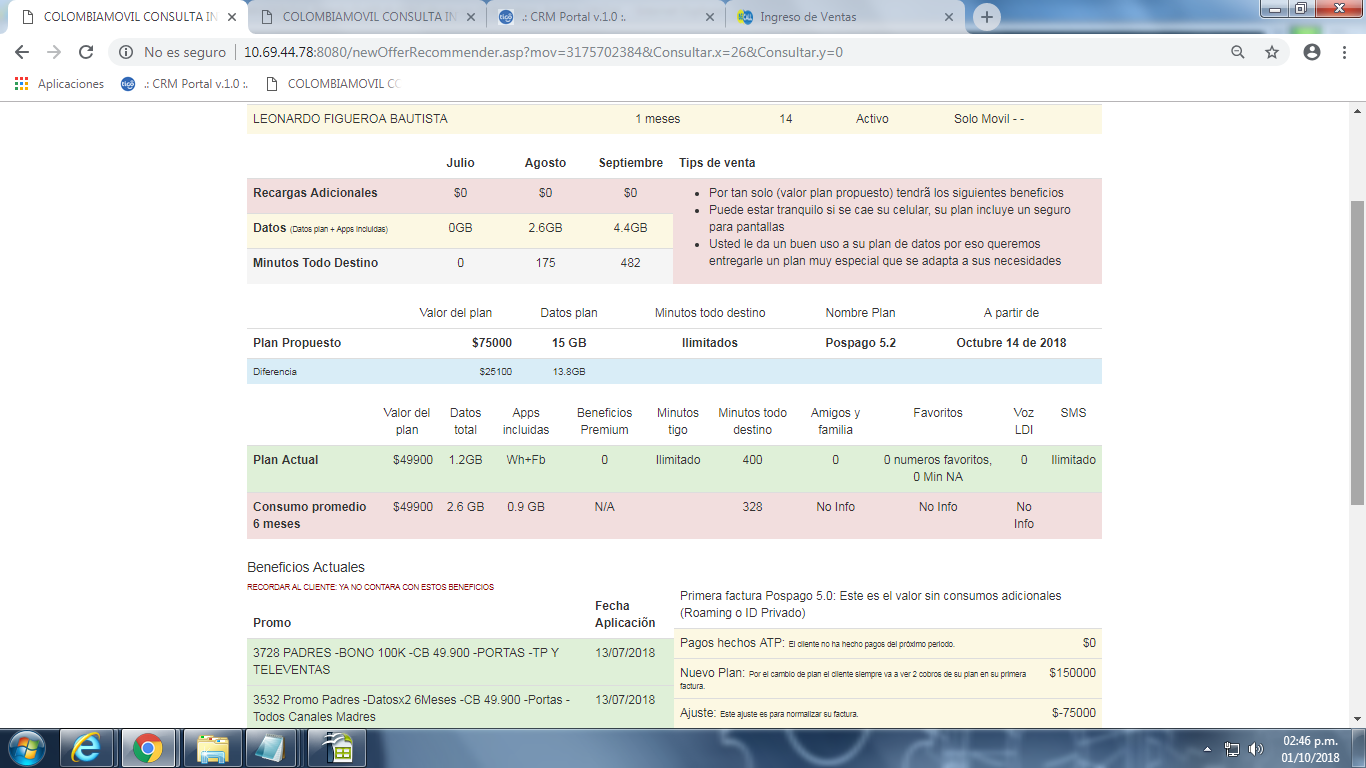 COLOMBIAMOVIL CONSULTA IN
COLOMBIAMOVIL CONSULTA IN
.: CRM Portal v.1.0 :.
Ingreso de Ventas
No es seguro | 10.69.44.78:8080/newOfferRecommender.asp?mov=3175702384&Consultar.x=26&Consultar.y=0
Aplicaciones
tigo
.: CRM Portal v.1.0 :.
COLOMBIAMOVIL CO
LEONARDO FIGUEROA BAUTISTA 1 meses 14 Activo Solo Movil - -
Julio Agosto Septiembre Tips de venta
Recargas Adicionales $0 $0 $0
Datos (Datos plan + Apps Incluidas) 0GB 2.6GB 4.4GB
Minutos Todo Destino 0 175 482
• Por tan solo (valor plan propuesto) tendrã los siguientes beneficios
• Puede estar tranquilo si se cae su celular, su plan incluye un seguro
para pantallas
• Usted le da un buen uso a su plan de datos por eso queremos
entregarle un plan muy especial que se adapta a sus necesidades
Valor del plan Datos plan Minutos todo destino Nombre Plan A partir de
Plan Propuesto $75000 15 GB Ilimitados Pospago 5.2 Octubre 14 de 2018
Diferencia $25100 13.8GB
Valor del plan Datos total Apps incluidas Beneficios Premium Minutos tigo Minutos todo destino Amigos y familia Favoritos Voz LDI SMS
Plan Actual $49900 1.2GB Wh+Fb 0 Ilimitado 400 0 0 numeros favoritos, 0 Min NA 0 Ilimitado
Consumo promedio 6 meses $49900 2.6 GB 0.9 GB N/A 328 No Info No Info No Info
Beneficios Actuales
RECORDAR AL CLIENTE: YA NO CONTARA CON ESTOS BENEFICIOS
Promo Fecha Aplicación
3728 PADRES -BONO 100K -CB 49.900 -PORTAS -TP Y TELEVENTAS 13/07/2018
3532 Promo Padres -Datosx2 6Meses -CB 49.900 -Portas - Todos Canales Madres 13/07/2018
Primera factura Pospago 5.0: Este es el valor sin consumos adicionales
(Roaming o ID Privado)
Pagos hechos ATP: El cliente no ha hecho pagos del próximo periodo. $0
Nuevo Plan: Por el cambio de plan el cliente siempre va a ver 2 cobros de su plan en su primera factura. $150000
Ajuste: Este ajuste es para normalizar su factura. $-75000
02:46 p.m.
01/10/2018